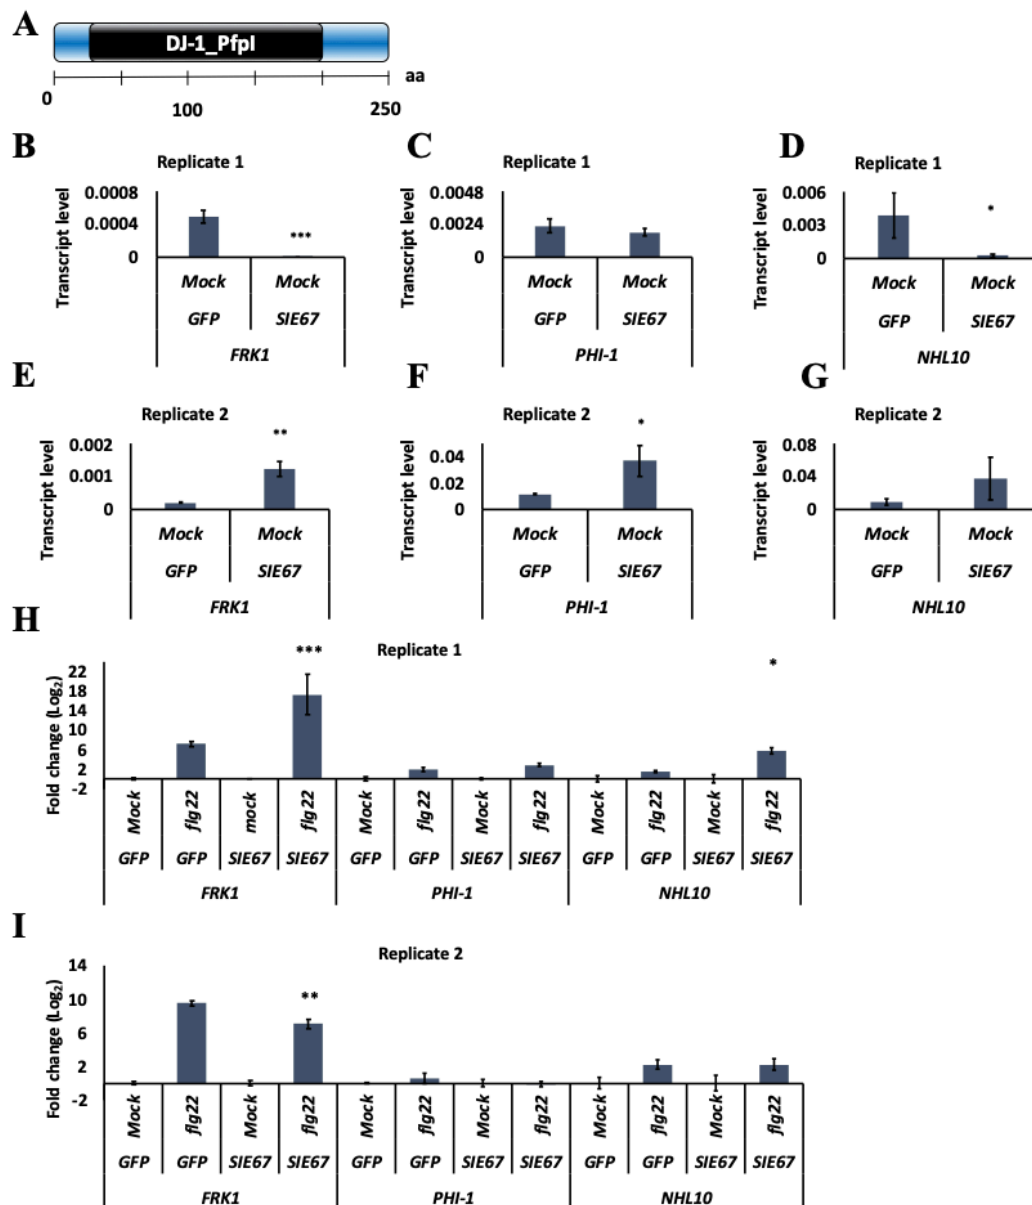 A
DJ-1_PfpI
aa
0 100 250
B C D
Replicate 1 Replicate 1 Replicate 1
Transcript level 0.0008 0.0004 0 ***
Mock Mock
GFP SIE67
FRK1
Transcript level 0.0048 0.0024 0
Mock Mock
GFP SIE67
PHI-1
Transcript level 0.006 0.003 0 *
Mock Mock
GFP SIE67
NHL10
E F G
Replicate 2 Replicate 2 Replicate 2
Transcript level 0.002 0.001 0 **
Mock Mock
GFP SIE67
FRK1
Transcript level 0.04 0.02 0 *
Mock Mock
GFP SIE67
PHI-1
Transcript level 0.08 0.04 0
Mock Mock
GFP SIE67
NHL10
H
Replicate 1
Fold change (Log2)
22
18
14
10
6
2
-2
*** *
Mock flg22 mock flg22 Mock flg22 Mock flg22 Mock flg22 Mock flg22
GFP GFP SIE67 SIE67 GFP GFP SIE67 SIE67 GFP GFP SIE67 SIE67
FRK1 PHI-1 NHL10
I
Replicate 2
Fold change (Log2)
14
10
6
2
-2
**
Mock flg22 Mock flg22 Mock flg22 Mock flg22 Mock flg22 Mock flg22
GFP GFP SIE67 SIE67 GFP GFP SIE67 SIE67 GFP GFP SIE67 SIE67
FRK1 PHI-1 NHL10